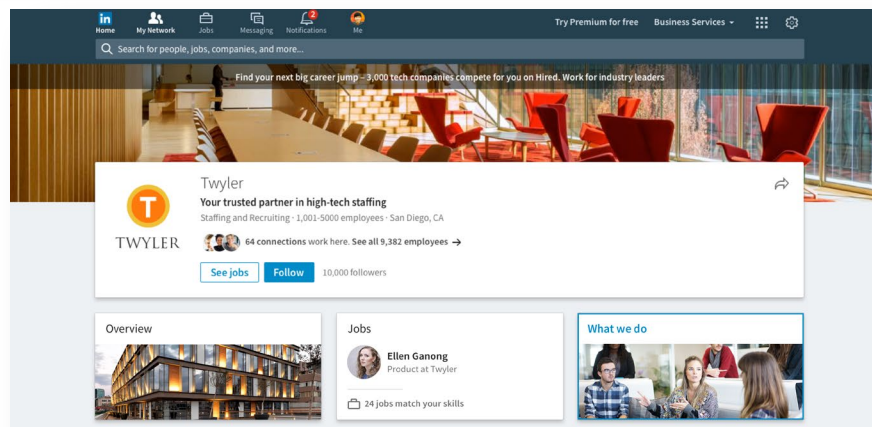 in
2
Home
My Network
Jobs
Messaging
Notifications
Me
Try Premium for free
Business Services
Search for people, jobs, companies, and more...
Find your next big career jump – 3,000 tech companies compete for you on Hired. Work for industry leaders
Twyler
Your trusted partner in high-tech staffing
Staffing and Recruiting · 1,001-5000 employees · San Diego, CA
T
TWYLER
64 connections work here. See all 9,382 employees →
See jobs
Follow
10,000 followers
Overview
Jobs
What we do
Ellen Ganong
Product at Twyler
24 jobs match your skills